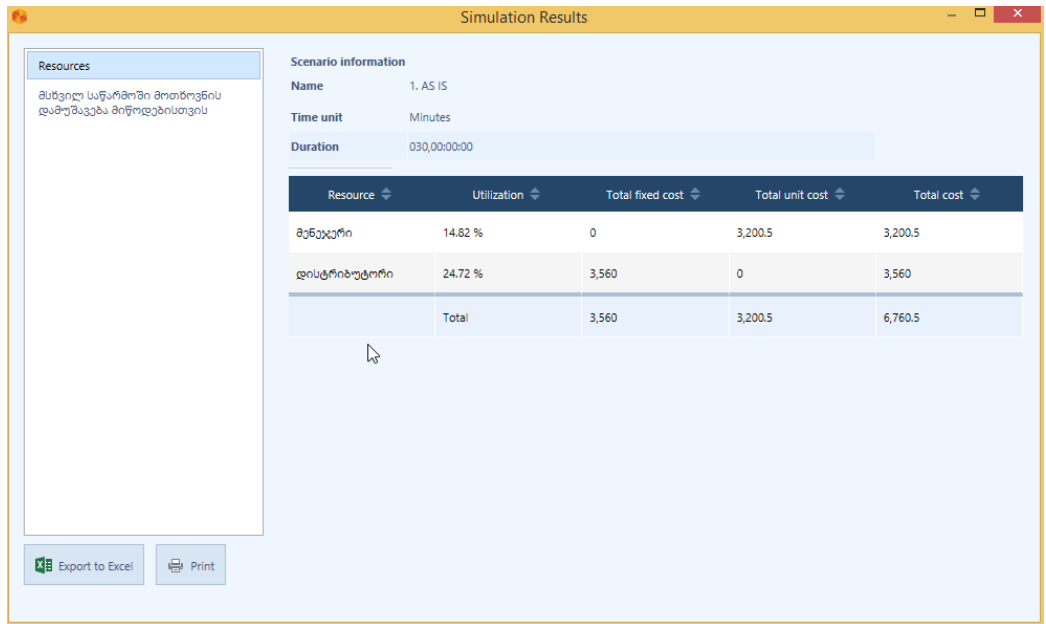 Simulation Results
Resources
მსხვილ საწარმოში მოთხოვნის
დამუშავება მიწოდებისთვის
Scenario information
Name 1. AS IS
Time unit Minutes
Duration 030,00:00:00
Resource Utilization Total fixed cost Total unit cost Total cost
მენეჯერი 14.82 % 0 3,200.5 3,200.5
დისტრიბუტორი 24.72 % 3,560 0 3,560
Total 3,560 3,200.5 6,760.5
Export to Excel Print